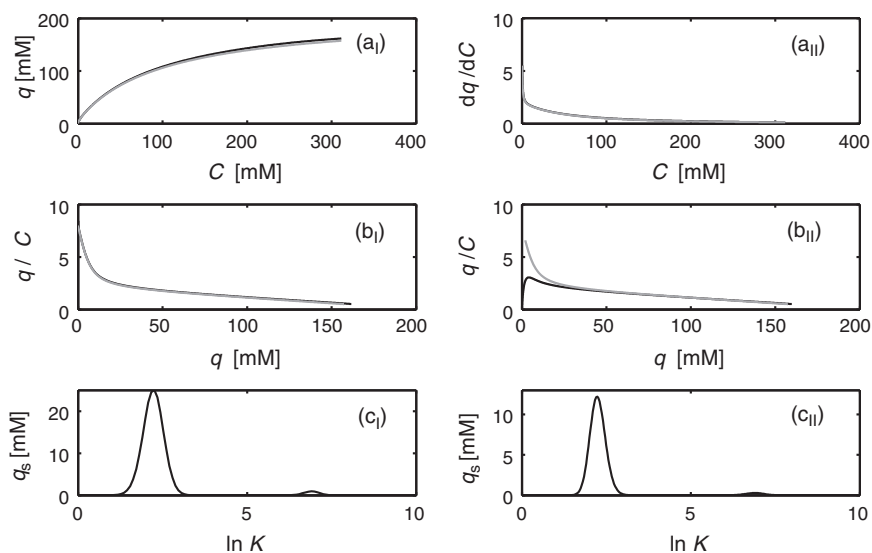 200
100
0
q [mM]
(aI)
0 100 200 300 400
C [mM]
10
5
0
dq/dC
(aII)
0 100 200 300 400
C [mM]
10
5
0
q / C
(bI)
0 50 100 150 200
q [mM]
10
5
0
q/C
(bII)
0 50 100 150 200
q [mM]
20
10
0
qs [mM]
(cI)
0 5 10
ln K
10
5
0
qs [mM]
(cII)
0 5 10
ln K